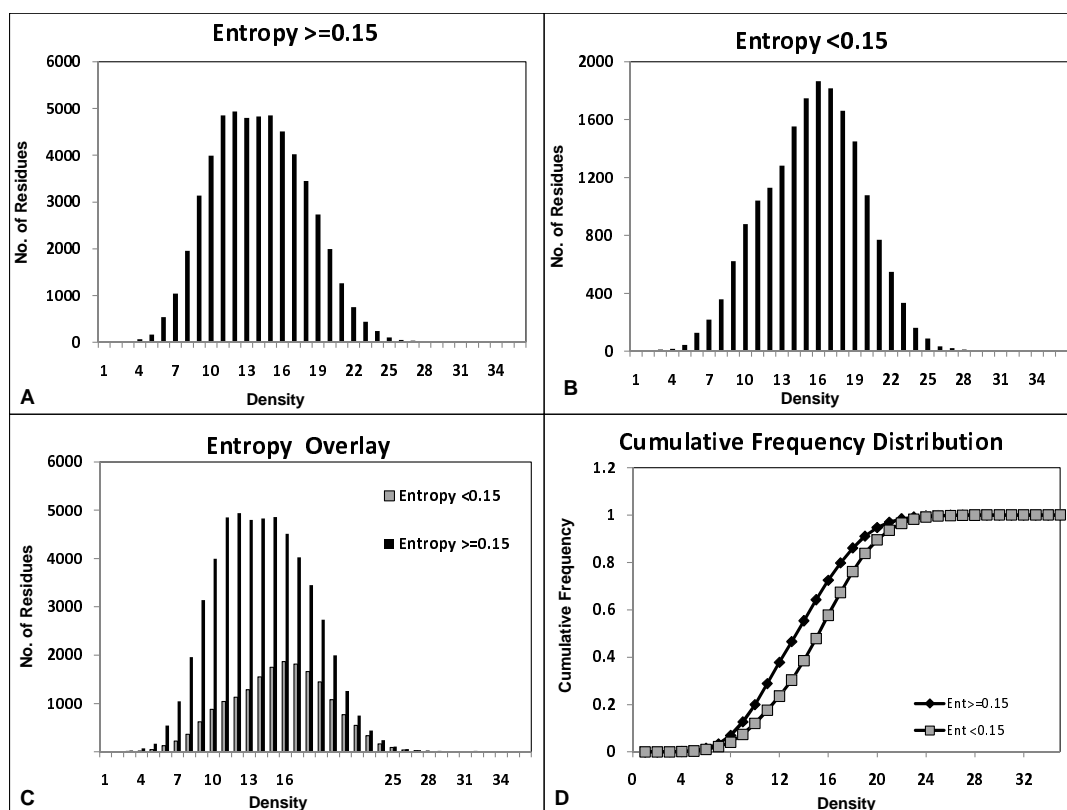 Entropy >=0.15
No. of Residues
6000
5000
4000
3000
2000
1000
0
1 4 7 10 13 16 19 22 25 28 31 34
Density
A
Entropy <0.15
No. of Residues
2000
1600
1200
800
400
0
1 4 7 10 13 16 19 22 25 28 31 34
Density
B
Entropy Overlay
No. of Residues
6000
5000
4000
3000
2000
1000
Entropy <0.15
Entropy >=0.15
1 4 7 10 13 16 25 28 31 34
Density
C
Cumulative Frequency Distribution
Cumulative Frequency
1.2
1
0.8
0.6
0.4
0.2
0
Ent>=0.15
Ent <0.15
0 4 8 12 16 20 24 28 32
Density
D